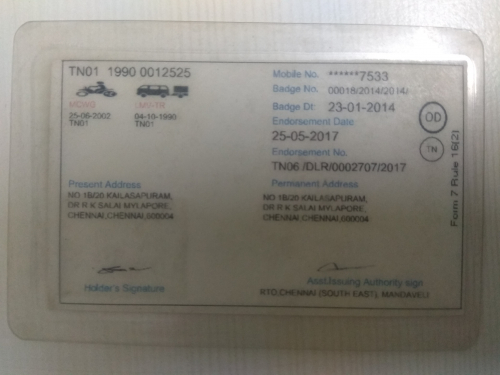 TN01 1990 0012525
MCWG
25-06-2002
TN01
LMV-TR
04-10-1990
TN01
Mobile No. ******7533
Badge No. 00018/2014/2014/
Badge Dt: 23-01-2014
Endorsement Date:
25-05-2017
Endorsement No.
TN06 /DLR/0002707/2017
OD
TN
Form 7 Rule 16(2)
Present Address
NO 1B/20 KAILASAPURAM,
DR R K SALAI MYLAPORE,
CHENNAI,CHENNAI,600004
Permanent Address
NO 1B/20 KAILASAPURAM,
DR R K SALAI MYLAPORE,
CHENNAI,CHENNAI,600004
Holder's Signature
Issuing Authority sign
RTO,CHENNAI (SOUTH EAST), MANDAVELI